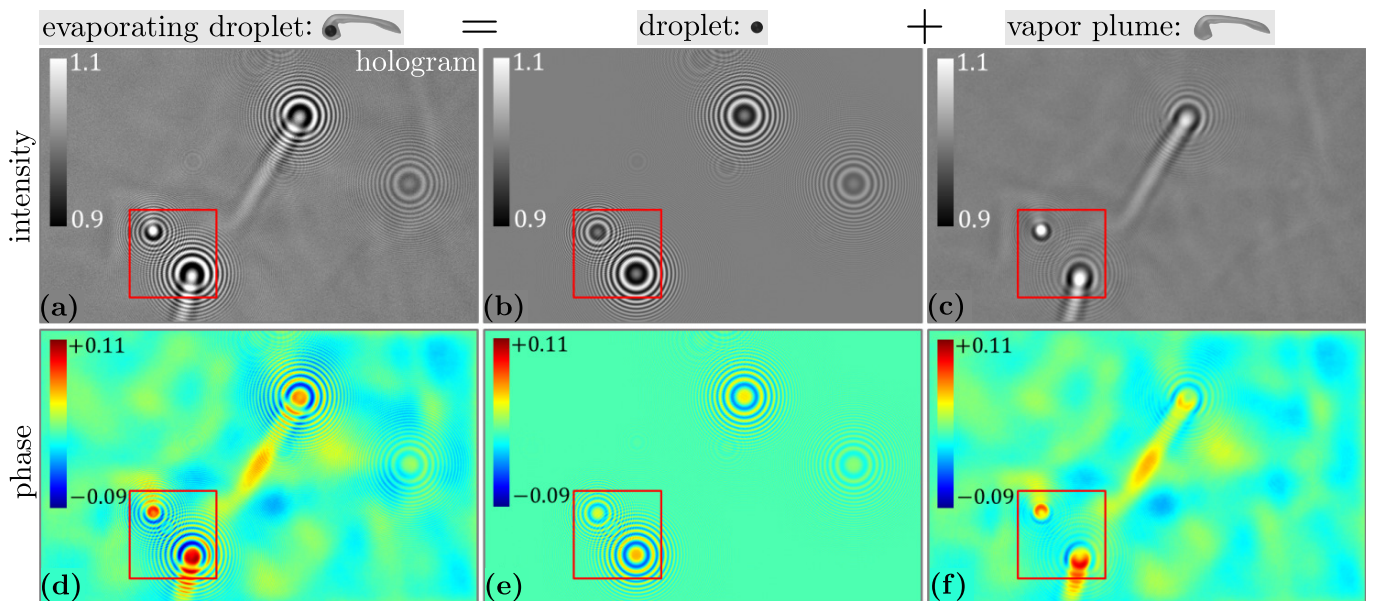 evaporating droplet: = droplet: + vapor plume:
intensity
1.1
hologram
0.9
(a)
1.1
0.9
(b)
1.1
0.9
(c)
phase
+0.11
−0.09
(d)
+0.11
−0.09
(e)
+0.11
−0.09
(f)